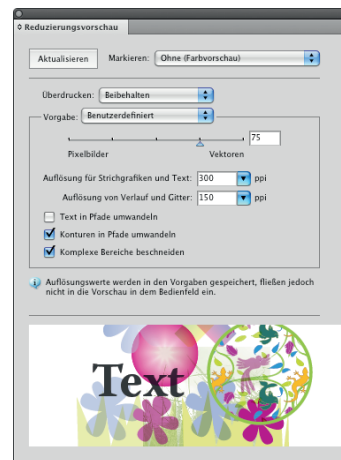 Reduzierungsvorschau
Aktualisieren Markieren: Ohne (Farbvorschau)
Überdrucken: Beibehalten
Vorgabe: Benutzerdefiniert
75
Pixelbilder Vektoren
Auflösung für Strichgrafiken und Text: 300 ppi
Auflösung von Verlauf und Gitter: 150 ppi
Text in Pfade umwandeln
Konturen in Pfade umwandeln
Komplexe Bereiche beschneiden
Auflösungswerte werden in den Vorgaben gespeichert, fließen jedoch
nicht in die Vorschau in dem Bedienfeld ein.
Text